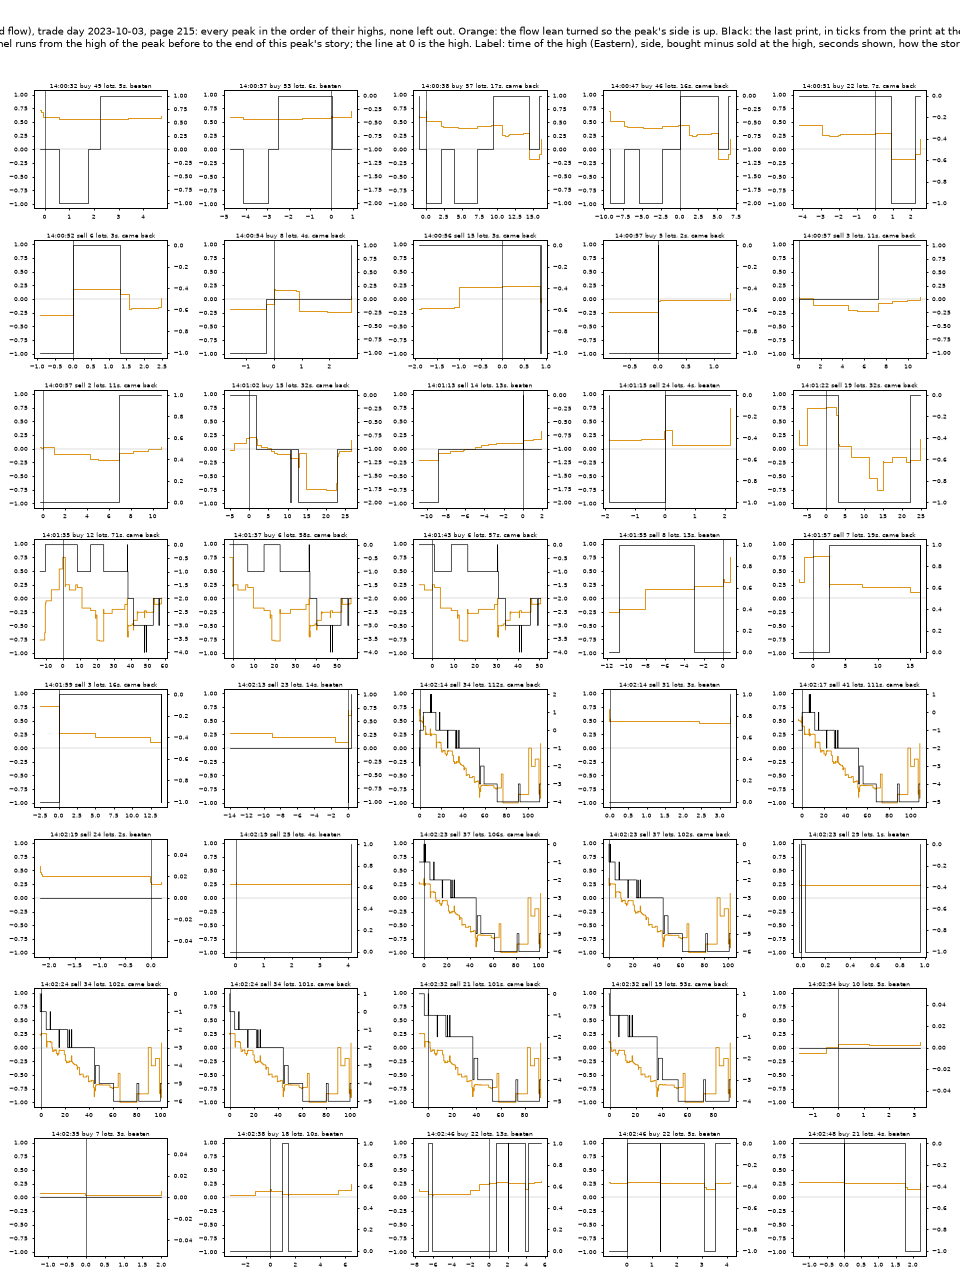 d flow), trade day 2023-10-03, page 215: every peak in the order of their highs, none left out. Orange: the flow lean turned so the peak's side is up. Black: the last print, in ticks from the print at the
nel runs from the high of the peak before to the end of this peak's story; the line at 0 is the high. Label: time of the high (Eastern), side, bought minus sold at the high, seconds shown, how the stor
14:00:32 buy 49 lots. 5s. beaten
14:00:37 buy 53 lots. 6s. beaten
14:00:38 buy 57 lots. 17s. came back
14:00:47 buy 46 lots. 16s. came back
14:00:51 buy 22 lots. 7s. came back
14:00:52 sell 6 lots. 3s. came back
14:00:54 buy 8 lots. 4s. came back
14:00:56 sell 15 lots. 3s. came back
14:00:57 buy 5 lots. 2s. came back
14:00:57 sell 3 lots. 11s. came back
14:00:57 sell 2 lots. 11s. came back
14:01:02 buy 15 lots. 32s. came back
14:01:13 sell 14 lots. 13s. beaten
14:01:15 sell 24 lots. 4s. beaten
14:01:22 sell 19 lots. 32s. came back
14:01:35 buy 12 lots. 71s. came back
14:01:37 buy 6 lots. 58s. came back
14:01:43 buy 6 lots. 57s. came back
14:01:55 sell 8 lots. 13s. beaten
14:01:57 sell 7 lots. 19s. came back
14:01:59 sell 3 lots. 16s. came back
14:02:13 sell 23 lots. 14s. beaten
14:02:14 sell 34 lots. 112s. came back
14:02:14 sell 31 lots. 3s. beaten
14:02:17 sell 41 lots. 111s. came back
14:02:19 sell 24 lots. 2s. beaten
14:02:19 sell 25 lots. 4s. beaten
14:02:23 sell 37 lots. 106s. came back
14:02:23 sell 37 lots. 102s. came back
14:02:23 sell 29 lots. 1s. beaten
14:02:24 sell 34 lots. 102s. came back
14:02:24 sell 34 lots. 101s. came back
14:02:32 sell 21 lots. 101s. came back
14:02:32 sell 19 lots. 93s. came back
14:02:34 buy 10 lots. 5s. beaten
14:02:35 buy 7 lots. 3s. beaten
14:02:38 buy 18 lots. 10s. beaten
14:02:46 buy 22 lots. 13s. beaten
14:02:46 buy 22 lots. 5s. beaten
14:02:48 buy 21 lots. 4s. beaten